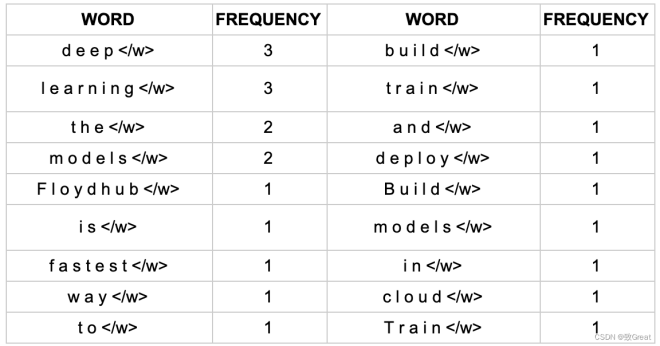 WORD FREQUENCY WORD FREQUENCY
d e e p </w> 3 b u i l d </w> 1
l e a r n i n g </w> 3 t r a i n </w> 1
t h e </w> 2 a n d </w> 1
m o d e l s </w> 2 d e p l o y </w> 1
F l o y d h u b </w> 1 B u i l d </w> 1
i s </w> 1 m o d e l s </w> 1
f a s t e s t </w> 1 i n </w> 1
w a y </w> 1 c l o u d </w> 1
t o </w> 1 T r a i n </w> 1
CSDN @致Great